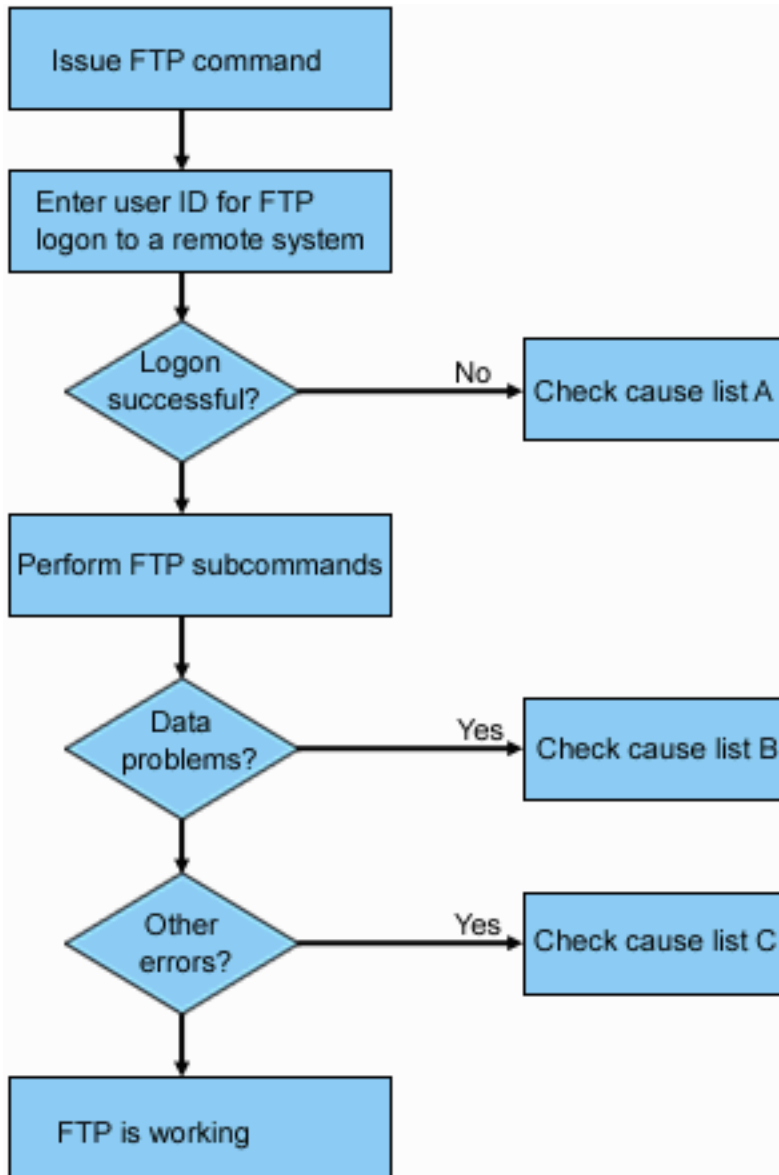 Issue FTP command
Enter user ID for FTP
logon to a remote system
Logon
successful?
No
Check cause list A
Perform FTP subcommands
Data
problems?
Yes
Check cause list B
Other
errors?
Yes
Check cause list C
FTP is working